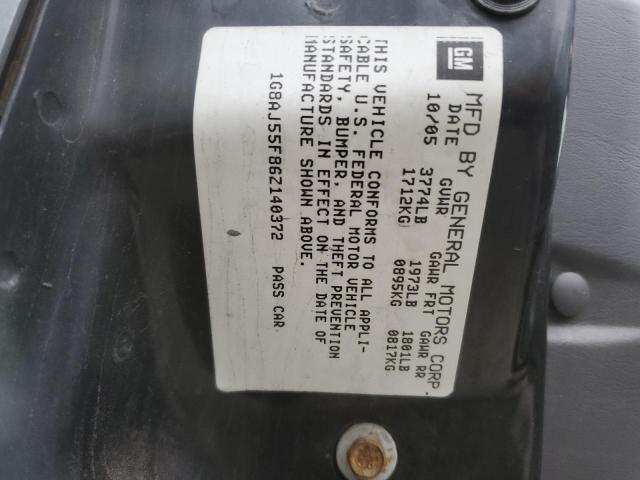 GM
MFD BY GENERAL MOTORS CORP.
DATE GVWR GAWR FRT GAWR RR
10/05 3774LB 1973LB 1801LB
1712KG 0895KG 0817KG
THIS VEHICLE CONFORMS TO ALL APPLI-
CABLE U.S. FEDERAL MOTOR VEHICLE
SAFETY, BUMPER, AND THEFT PREVENTION
STANDARDS IN EFFECT ON THE DATE OF
MANUFACTURE SHOWN ABOVE.
1G8AJ55F86Z140372 PASS CAR